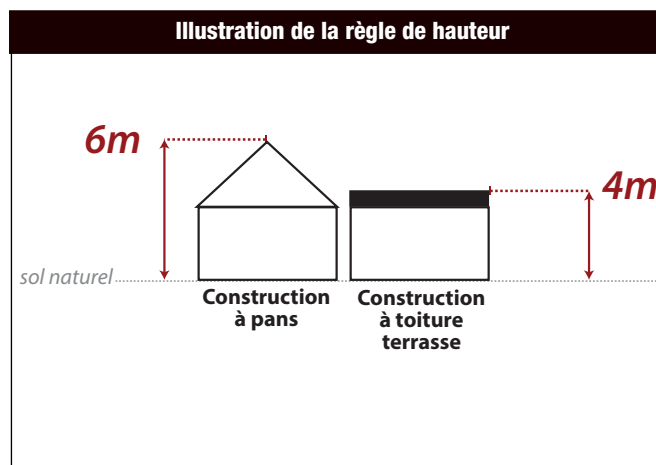 Illustration de la règle de hauteur
6m
4m
sol naturel
Construction
à pans
Construction
à toiture
terrasse